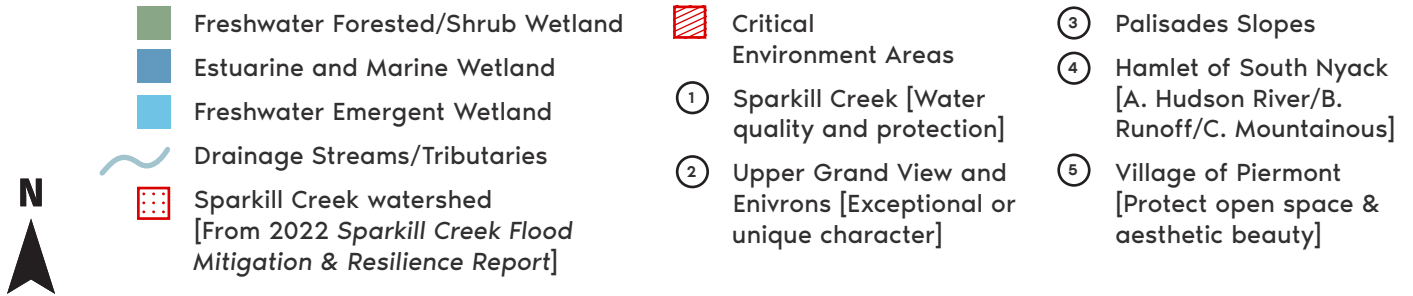 Freshwater Forested/Shrub Wetland
Estuarine and Marine Wetland
Freshwater Emergent Wetland
Drainage Streams/Tributaries
Sparkill Creek watershed
[From 2022 Sparkill Creek Flood
Mitigation & Resilience Report]
N
Critical
Environment Areas
1 Sparkill Creek [Water
quality and protection]
2 Upper Grand View and
Enivrons [Exceptional or
unique character]
3 Palisades Slopes
4 Hamlet of South Nyack
[A. Hudson River/B.
Runoff/C. Mountainous]
5 Village of Piermont
[Protect open space &
aesthetic beauty]